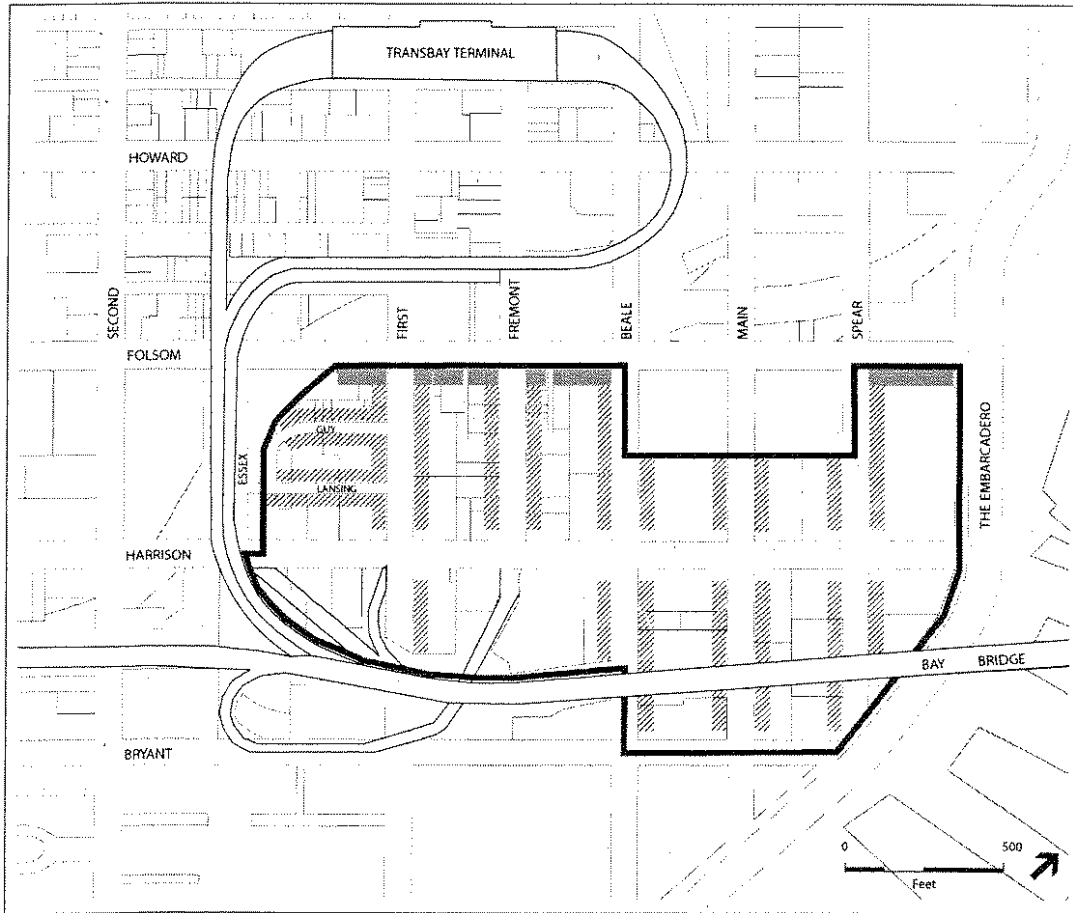 TRANSBAY TERMINAL
HOWARD
SECOND
FIRST
FREMONT
BEALE
MAIN
SPEAR
FOLSOM
GUY
ESSEX
LANSING
THE EMBARCADERO
HARRISON
BAY BRIDGE
BRYANT
0 500
Feet